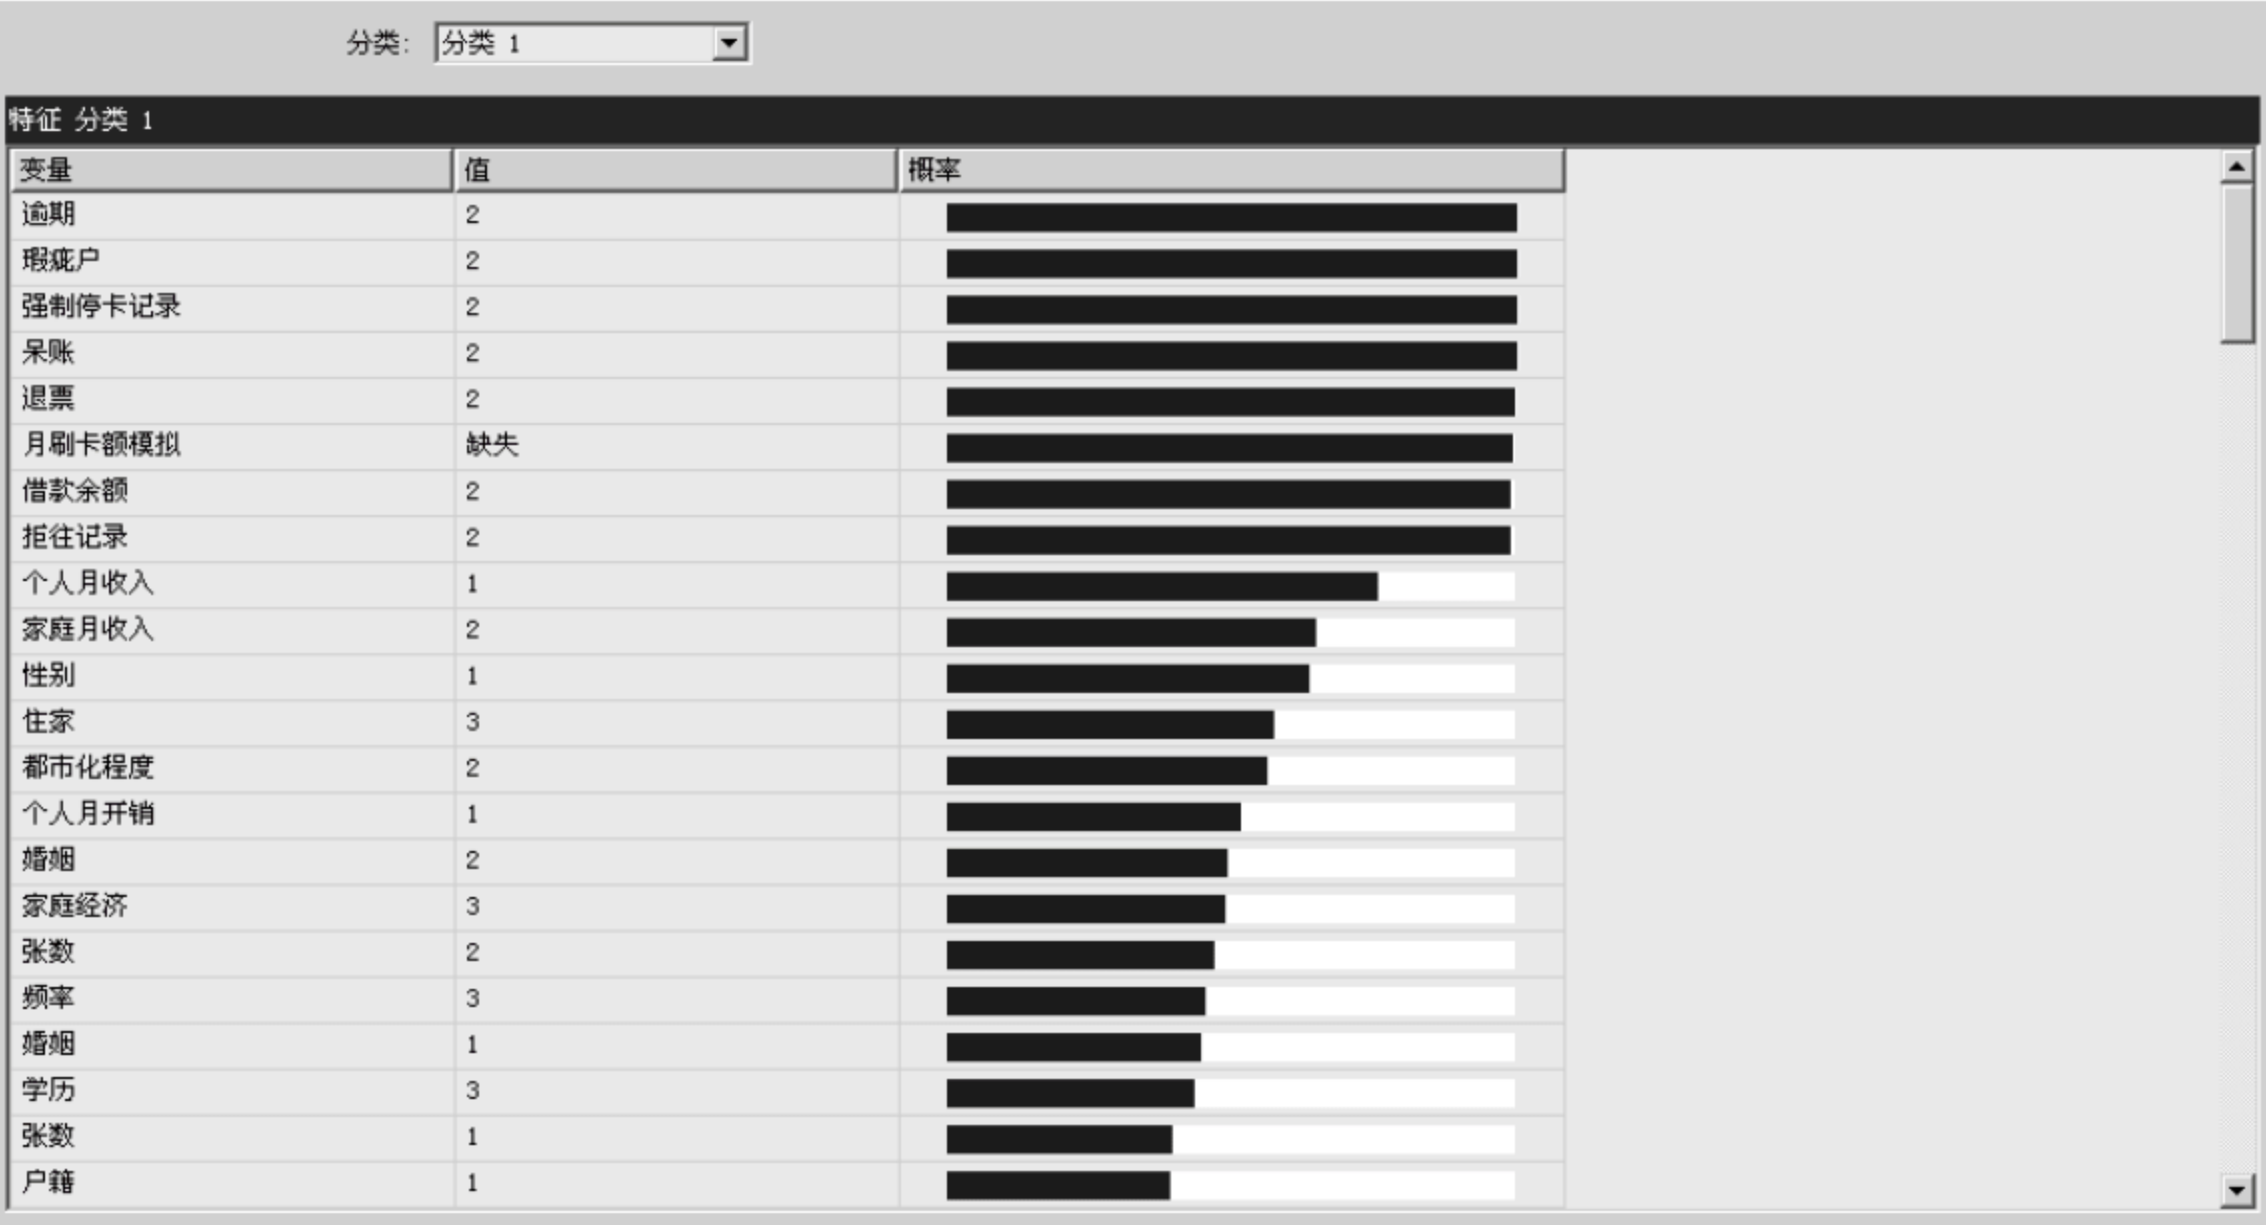 分类: 分类 1
特征 分类 1
变量 值 概率
逾期 2
瑕疵户 2
强制停卡记录 2
呆账 2
退票 2
月刷卡额模拟 缺失
借款余额 2
拒往记录 2
个人月收入 1
家庭月收入 2
性别 1
住家 3
都市化程度 2
个人月开销 1
婚姻 2
家庭经济 3
张数 2
频率 3
婚姻 1
学历 3
张数 1
户籍 1